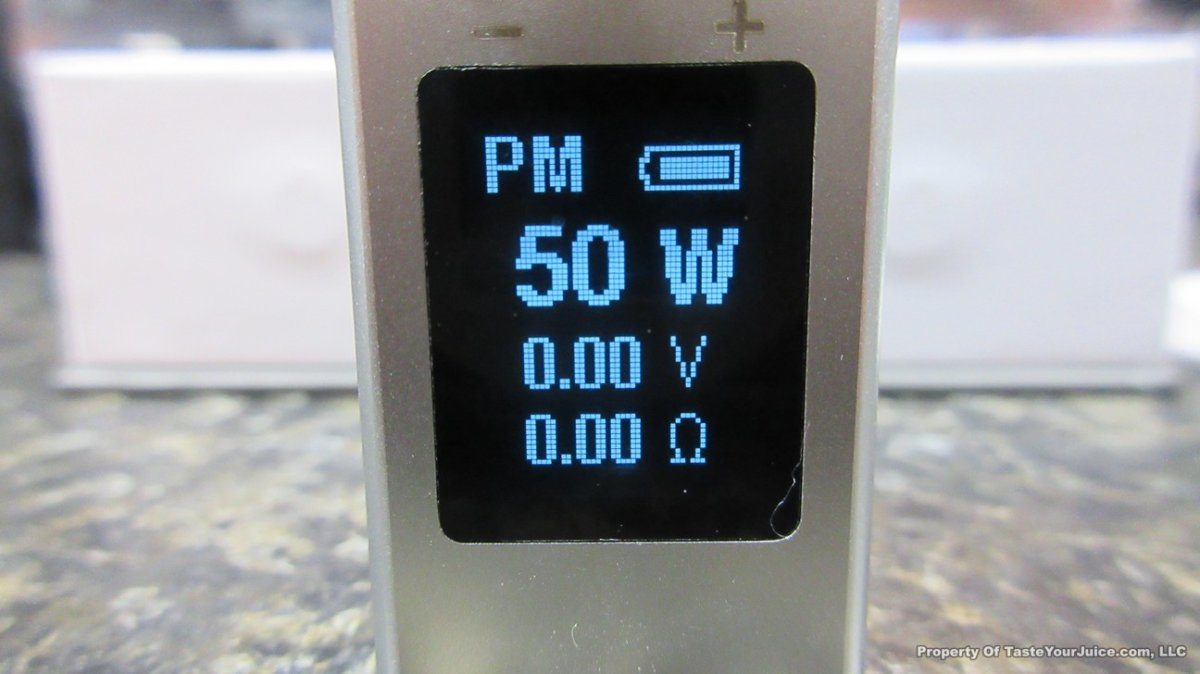 - +
PM
50 W
0.00 V
0.00 Ω
Property Of TasteYourJuice.com, LLC